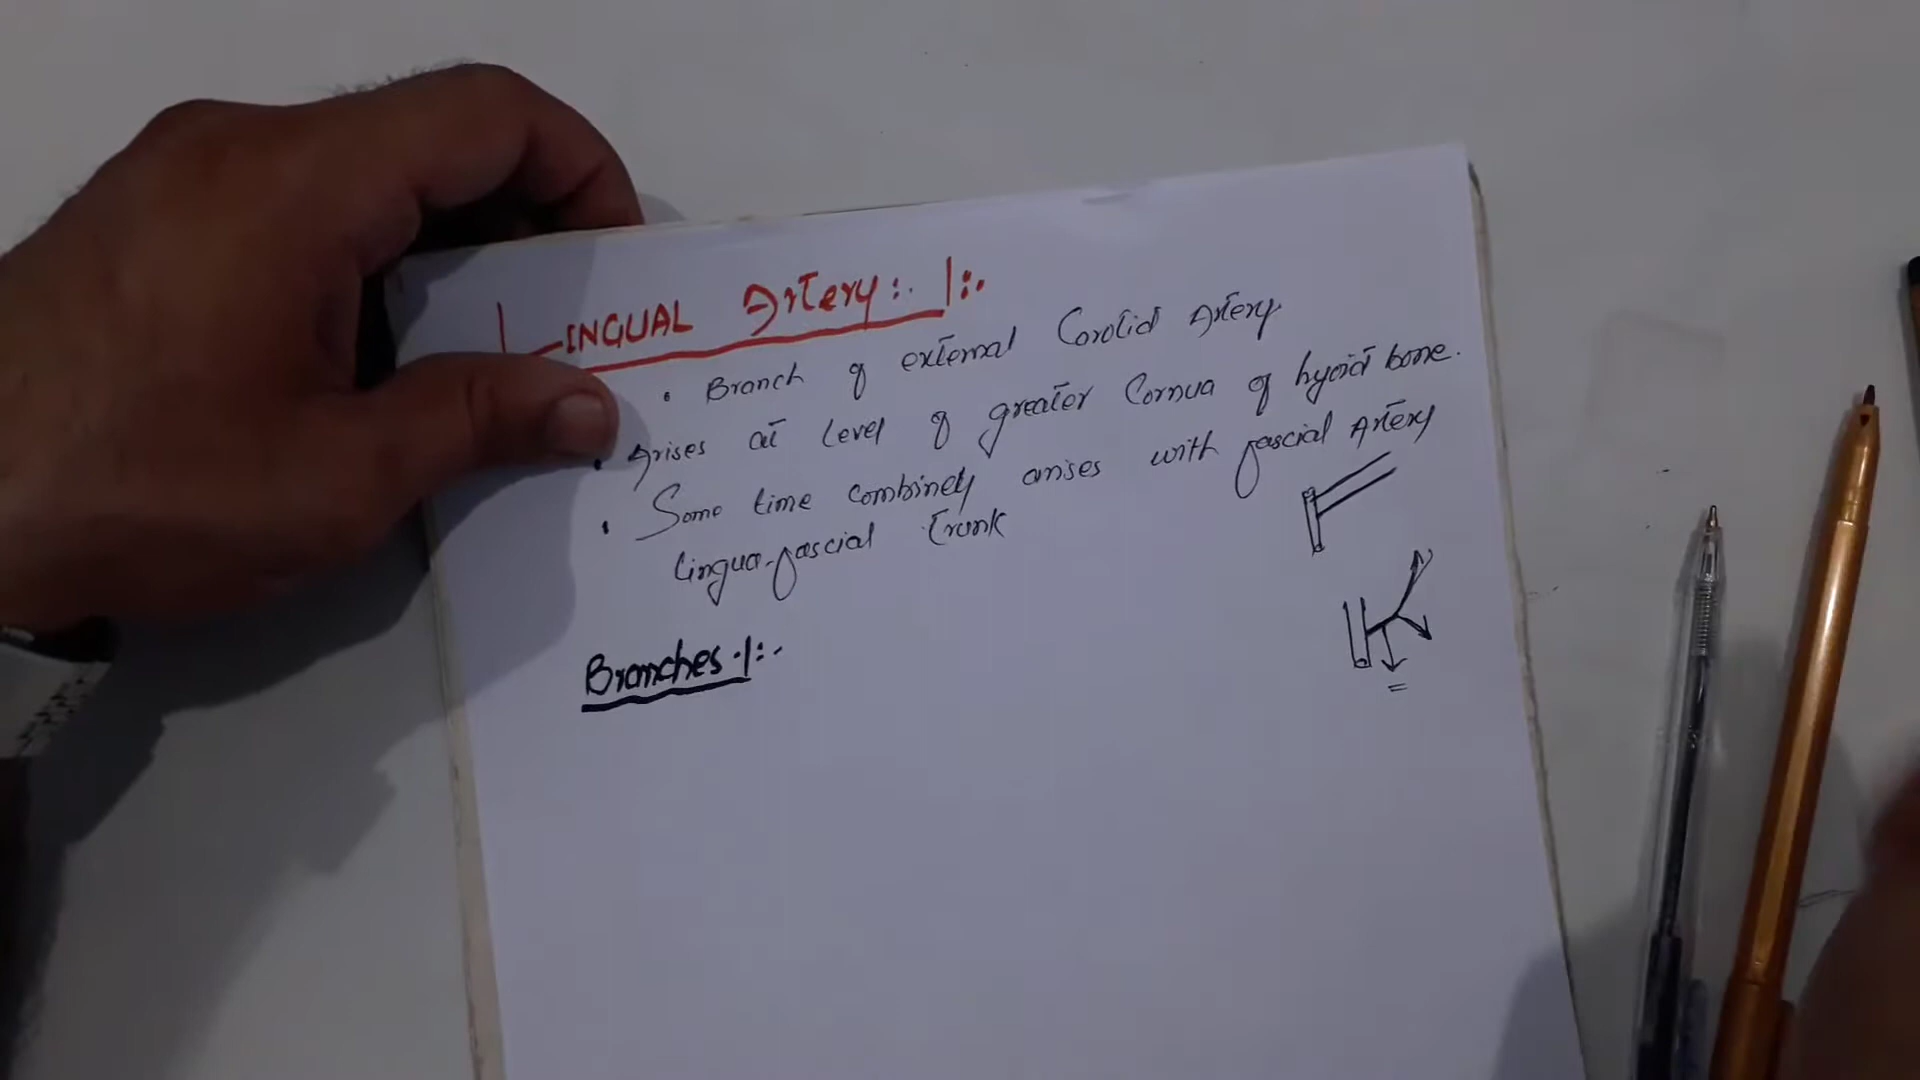 LINGUAL Artery:. |:.
• Branch of external Carotid Artery
• Arises at level of greater Cornua of hyoid bone.
• Some time combinely arises with fascial Artery
lingua-fascial trunk
Branches.|:.